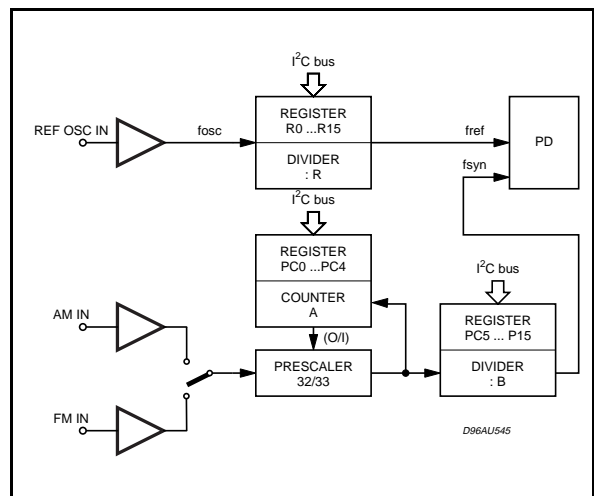 I²C bus
REGISTER
R0 ...R15
DIVIDER
: R
REF OSC IN
fosc
fref
fsyn
PD
I²C bus
REGISTER
PC0 ...PC4
COUNTER
A
(O/I)
AM IN
FM IN
PRESCALER
32/33
I²C bus
REGISTER
PC5 ... P15
DIVIDER
: B
D96AU545